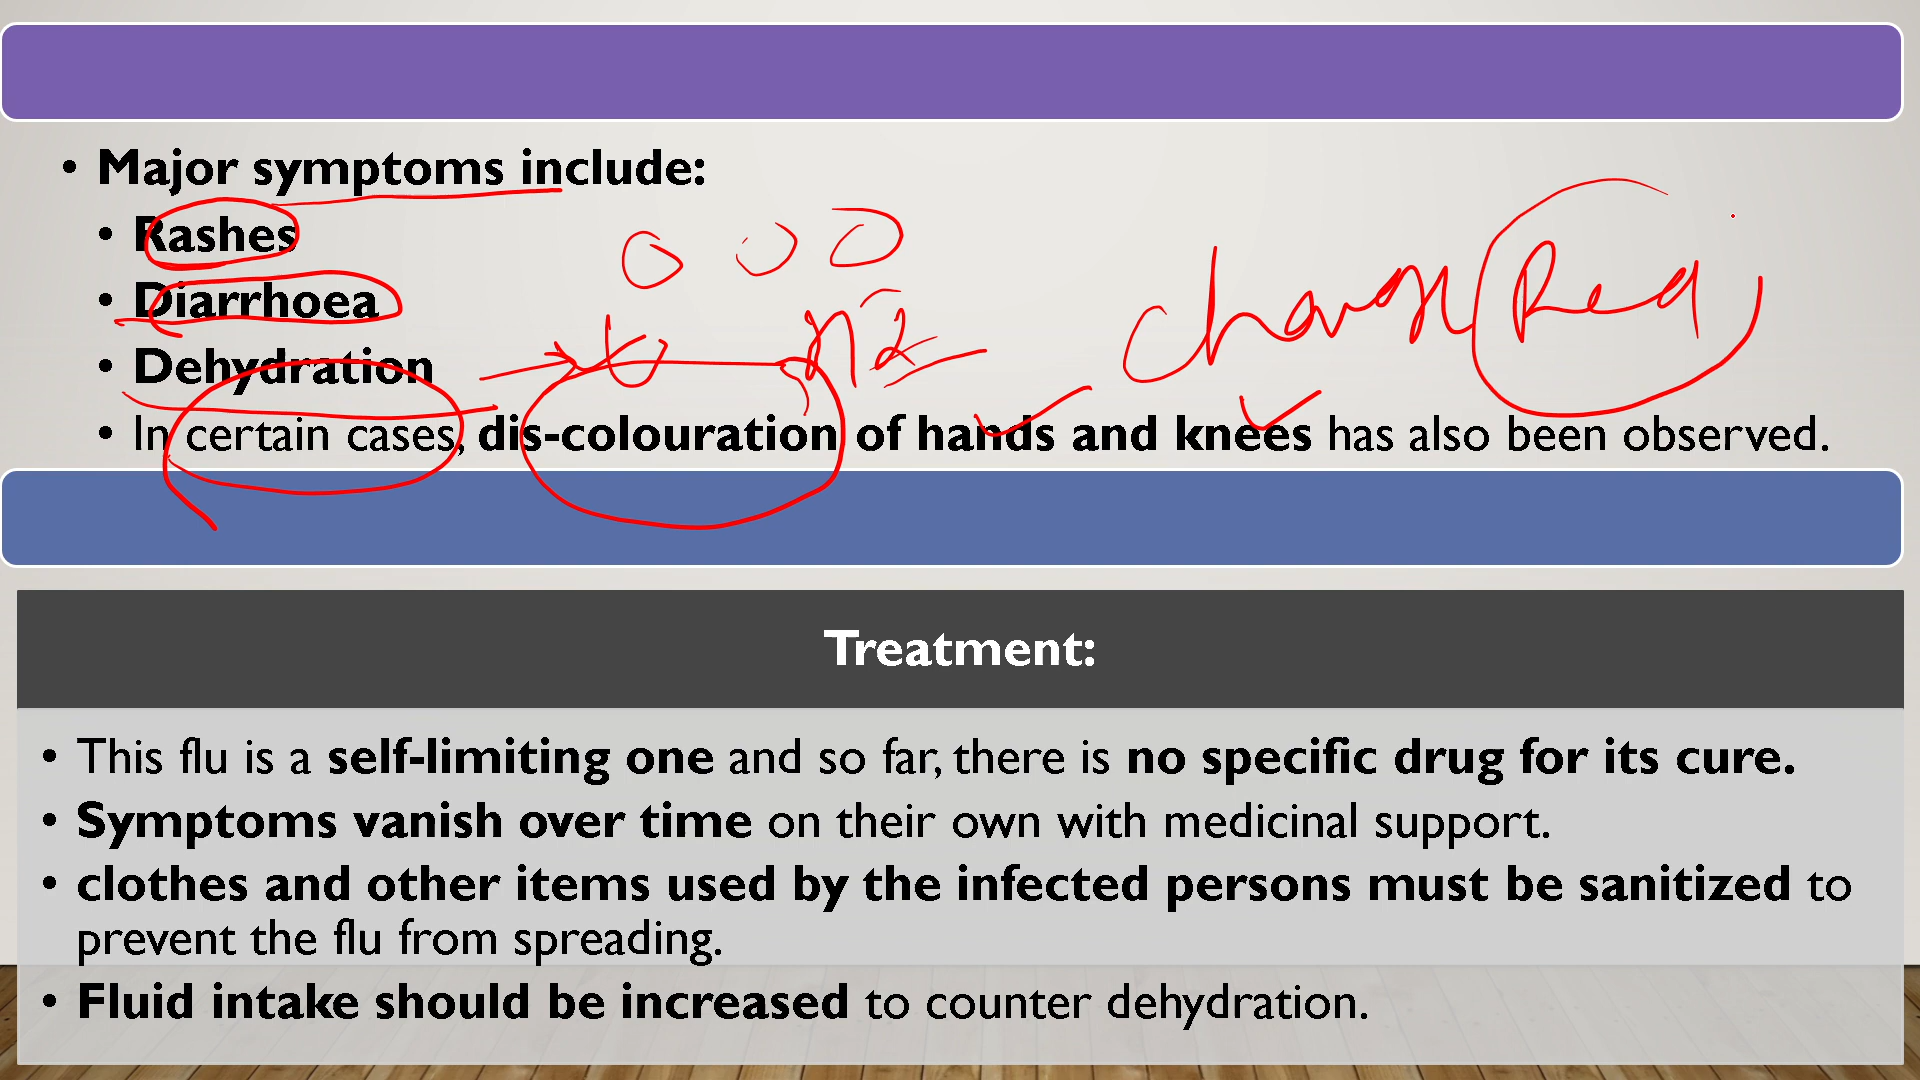 • Major symptoms include:
• Rashes
• Diarrhoea
• Dehydration
change Red
• In certain cases, dis-colouration of hands and knees has also been observed.
Treatment:
• This flu is a self-limiting one and so far, there is no specific drug for its cure.
• Symptoms vanish over time on their own with medicinal support.
• clothes and other items used by the infected persons must be sanitized to
prevent the flu from spreading.
• Fluid intake should be increased to counter dehydration.